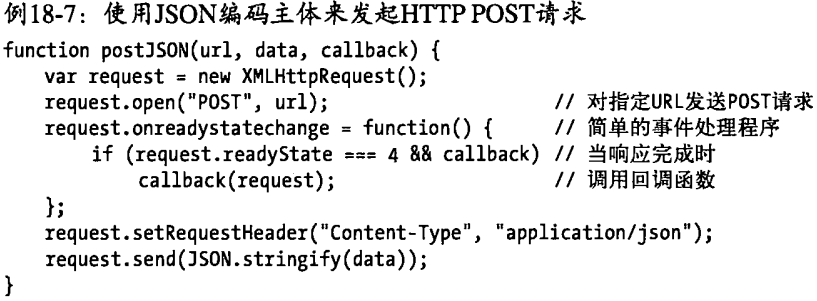 例18-7：使用JSON编码主体来发起HTTP POST请求
function postJSON(url, data, callback) {
    var request = new XMLHttpRequest();
    request.open("POST", url);                    // 对指定URL发送POST请求
    request.onreadystatechange = function() {     // 简单的事件处理程序
        if (request.readyState === 4 && callback) // 当响应完成时
            callback(request);                    // 调用回调函数
    };
    request.setRequestHeader("Content-Type", "application/json");
    request.send(JSON.stringify(data));
}